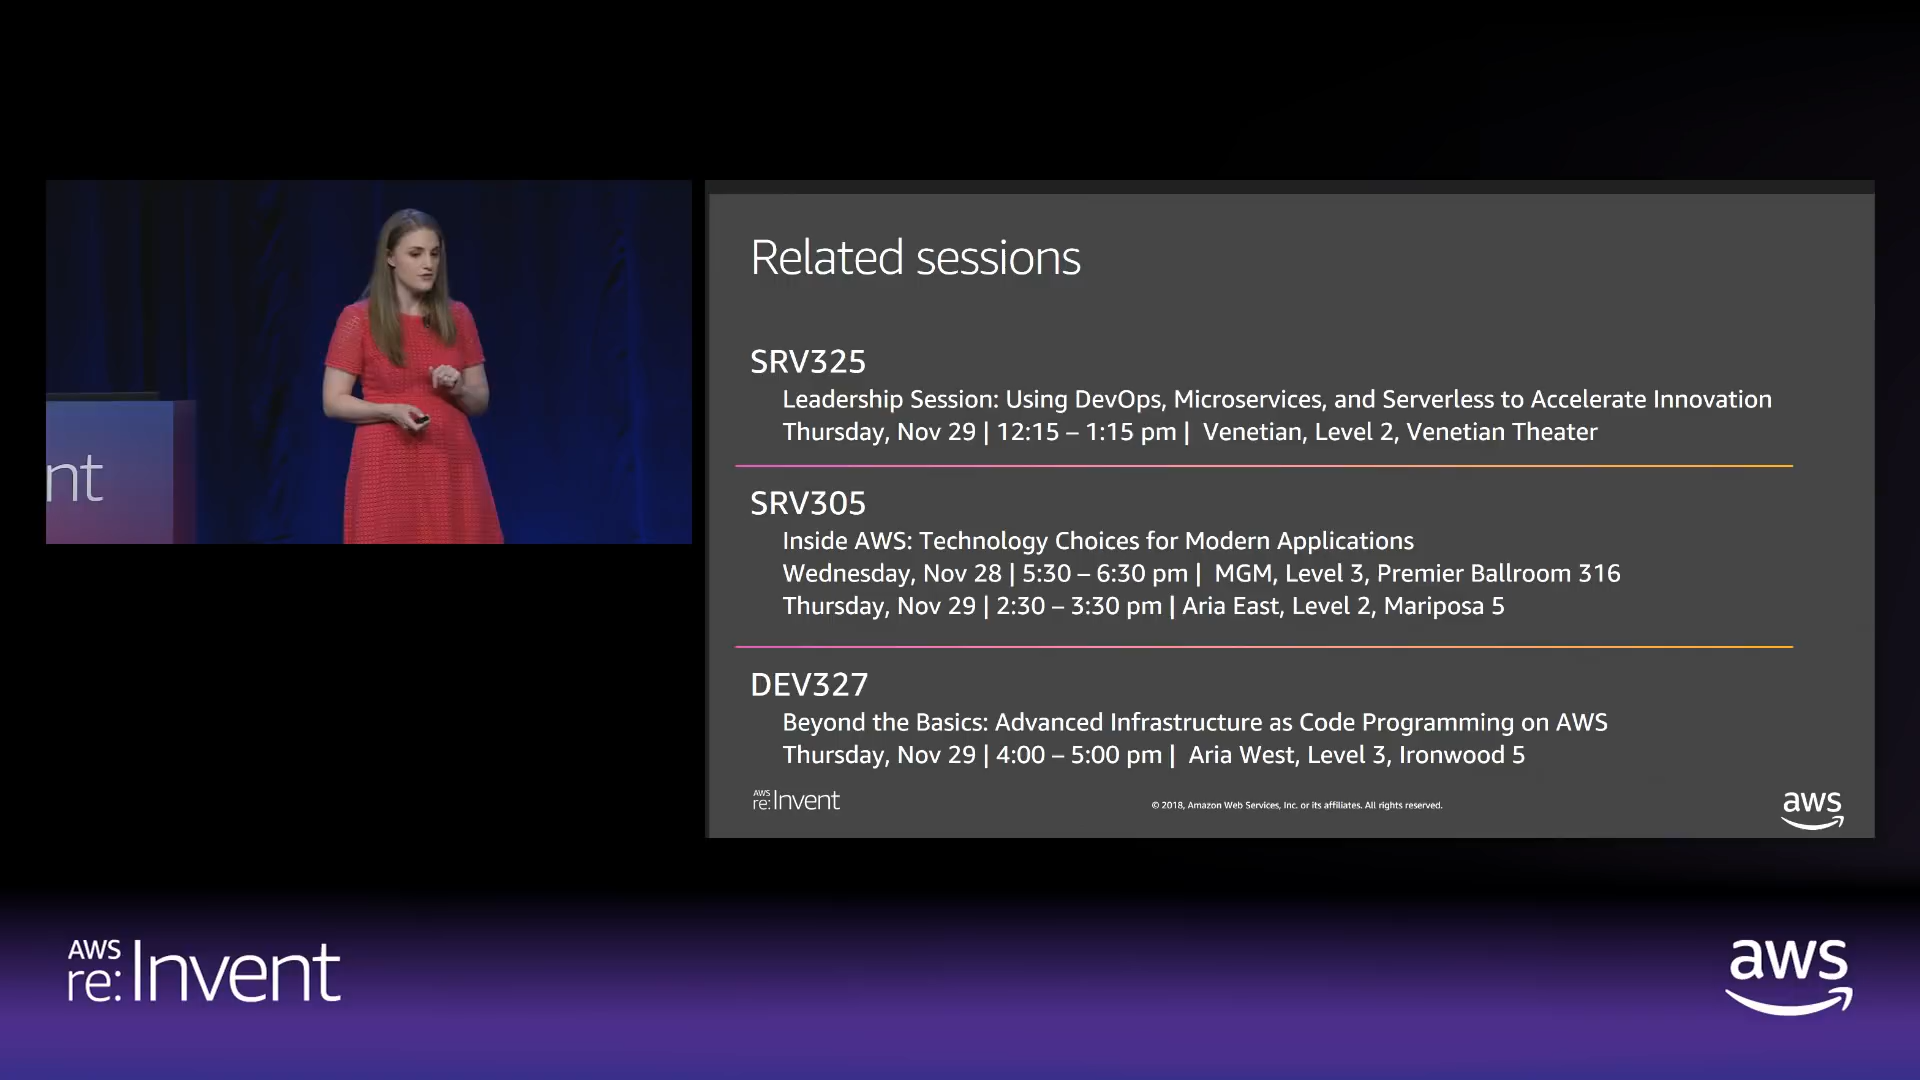 nt
Related sessions
SRV325
Leadership Session: Using DevOps, Microservices, and Serverless to Accelerate Innovation
Thursday, Nov 29 | 12:15 – 1:15 pm | Venetian, Level 2, Venetian Theater
SRV305
Inside AWS: Technology Choices for Modern Applications
Wednesday, Nov 28 | 5:30 – 6:30 pm | MGM, Level 3, Premier Ballroom 316
Thursday, Nov 29 | 2:30 – 3:30 pm | Aria East, Level 2, Mariposa 5
DEV327
Beyond the Basics: Advanced Infrastructure as Code Programming on AWS
Thursday, Nov 29 | 4:00 – 5:00 pm | Aria West, Level 3, Ironwood 5
AWS
re:Invent
© 2018, Amazon Web Services, Inc. or its affiliates. All rights reserved.
aws
AWS
re:Invent
aws